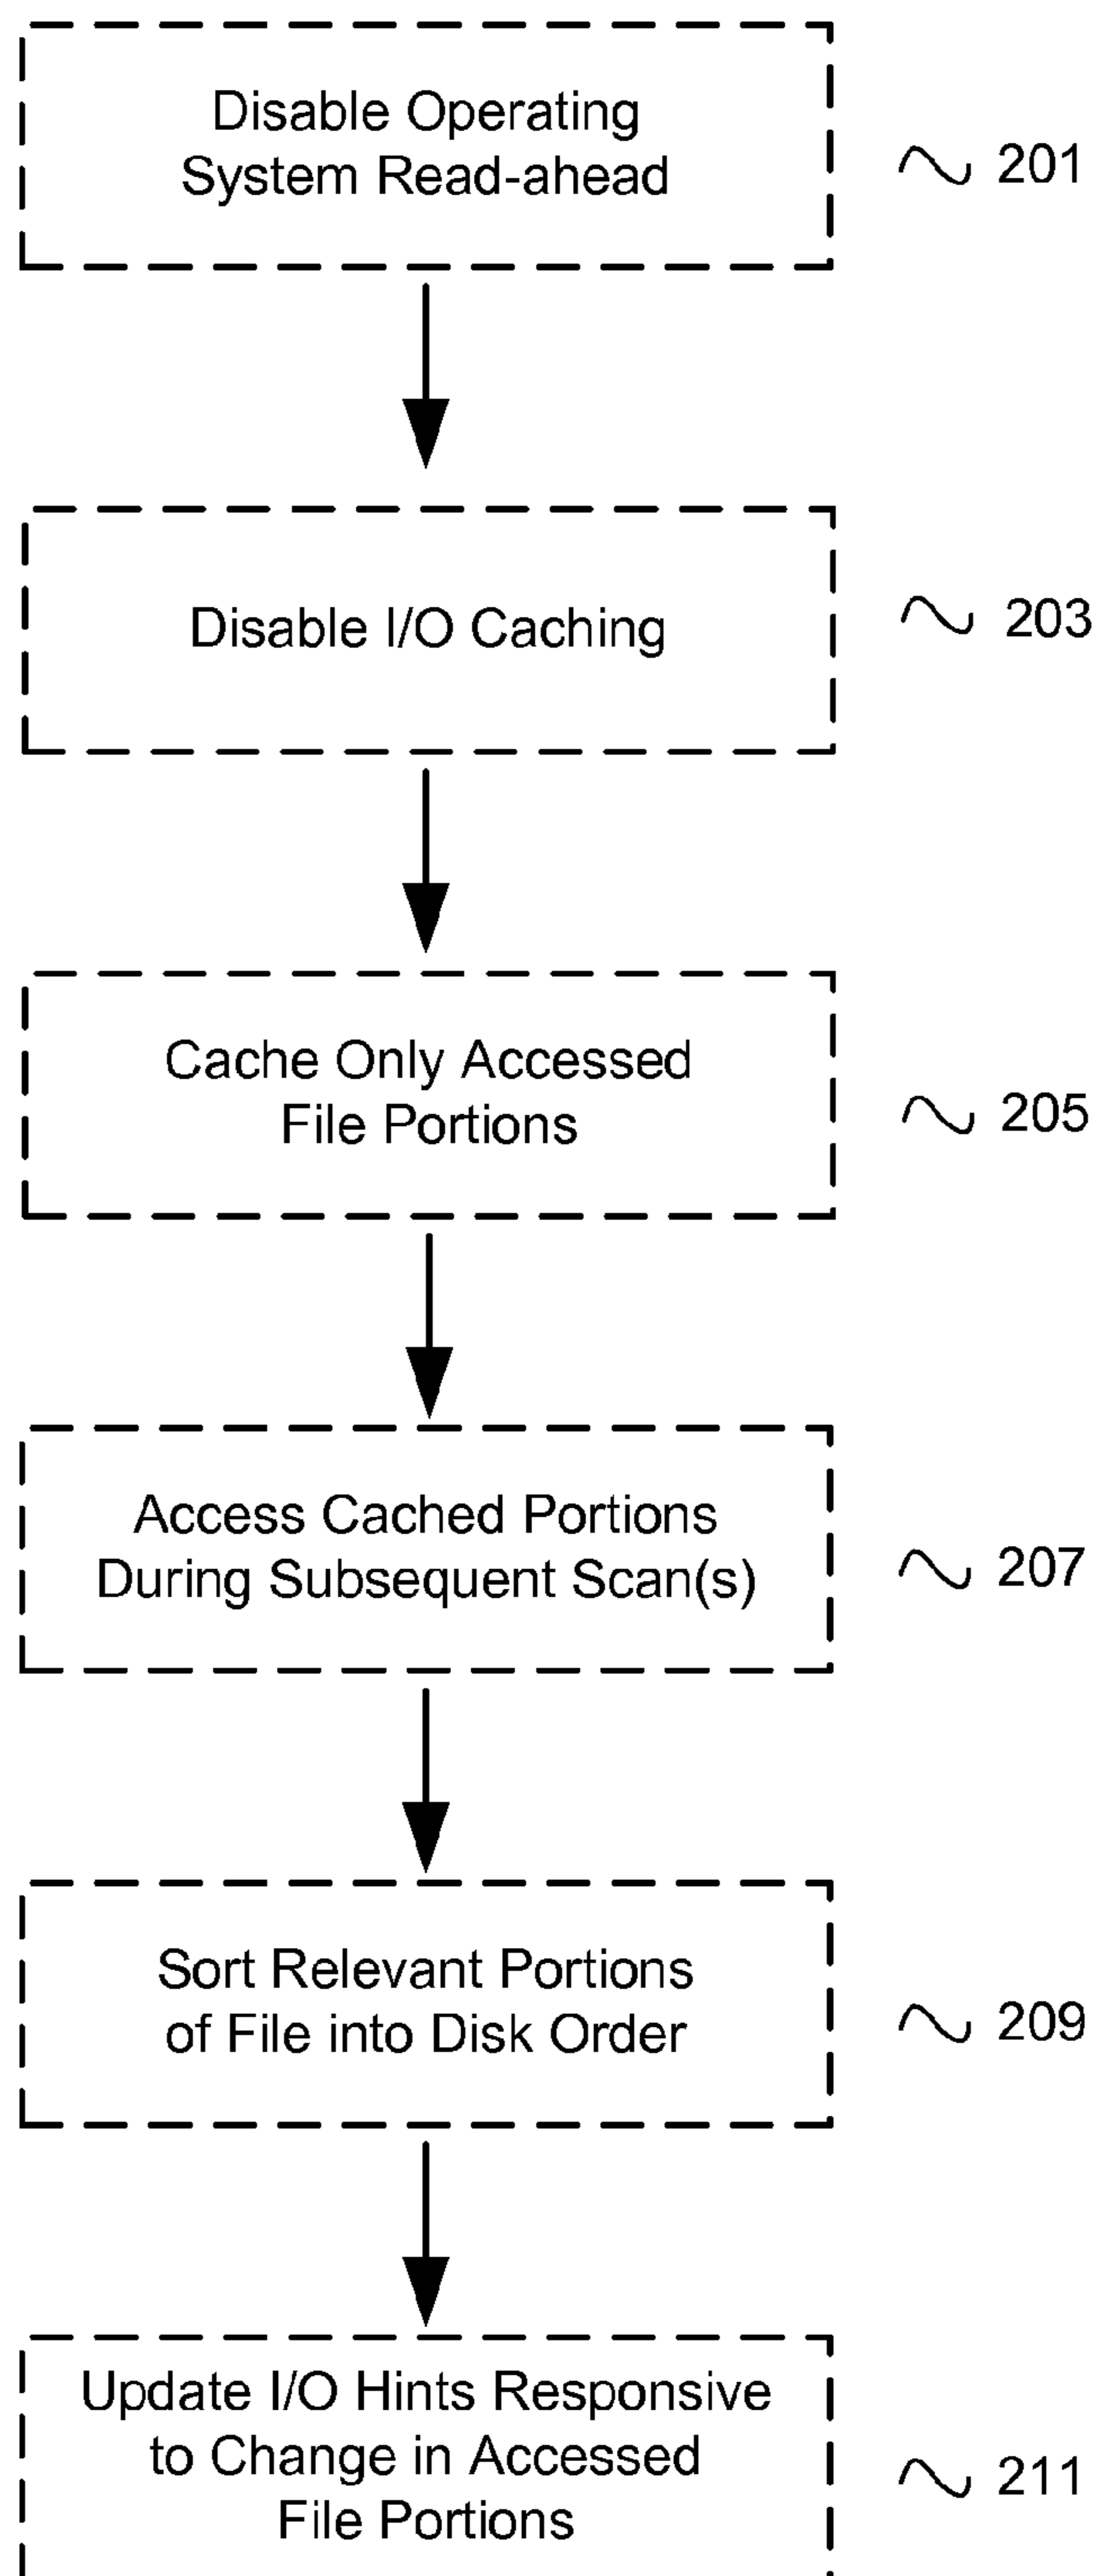 Disable Operating
System Read-ahead
201
Disable I/O Caching
203
Cache Only Accessed
File Portions
205
Access Cached Portions
During Subsequent Scan(s)
207
Sort Relevant Portions
of File into Disk Order
209
Update I/O Hints Responsive
to Change in Accessed
File Portions
211